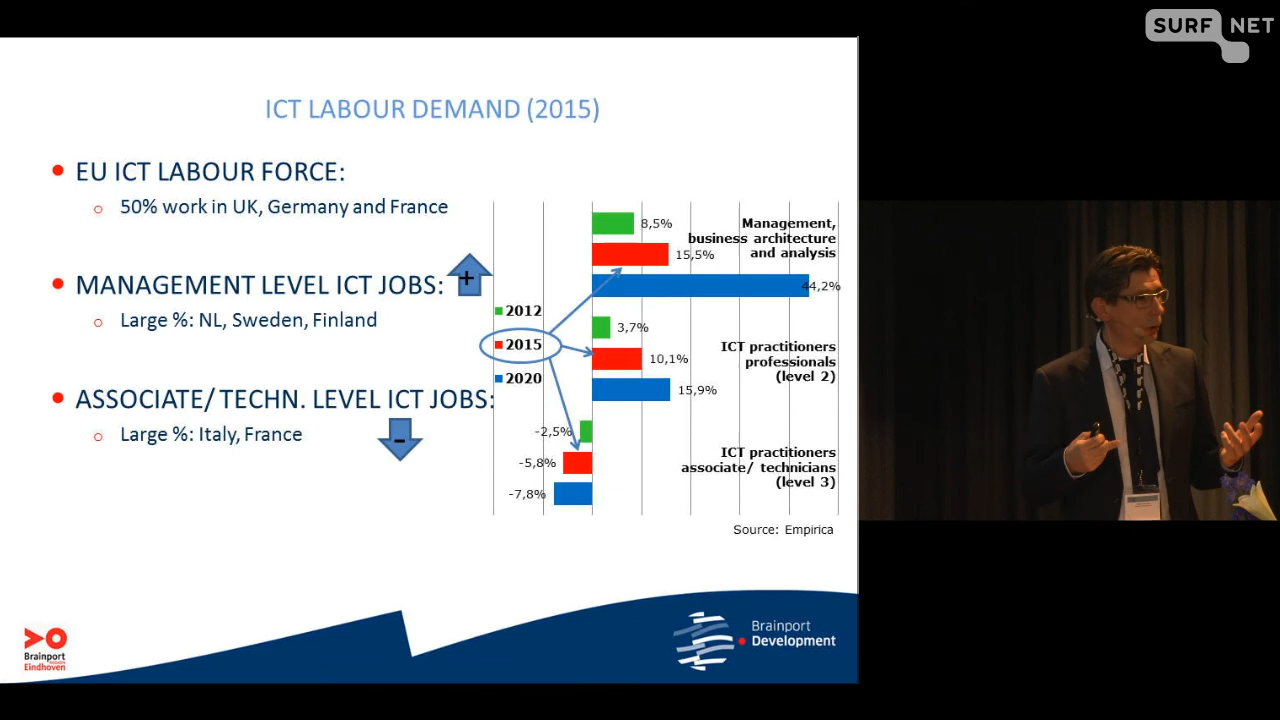 SURF NET
ICT LABOUR DEMAND (2015)
• EU ICT LABOUR FORCE:
○ 50% work in UK, Germany and France
• MANAGEMENT LEVEL ICT JOBS:
+
○ Large %: NL, Sweden, Finland
• ASSOCIATE/ TECHN. LEVEL ICT JOBS:
○ Large %: Italy, France
-
2012
2015
2020
8,5%
15,5%
44,2%
Management,
business architecture
and analysis
3,7%
10,1%
15,9%
ICT practitioners
professionals
(level 2)
-2,5%
-5,8%
-7,8%
ICT practitioners
associate/ technicians
(level 3)
Source: Empirica
Brainport
Eindhoven
Brainport
Development